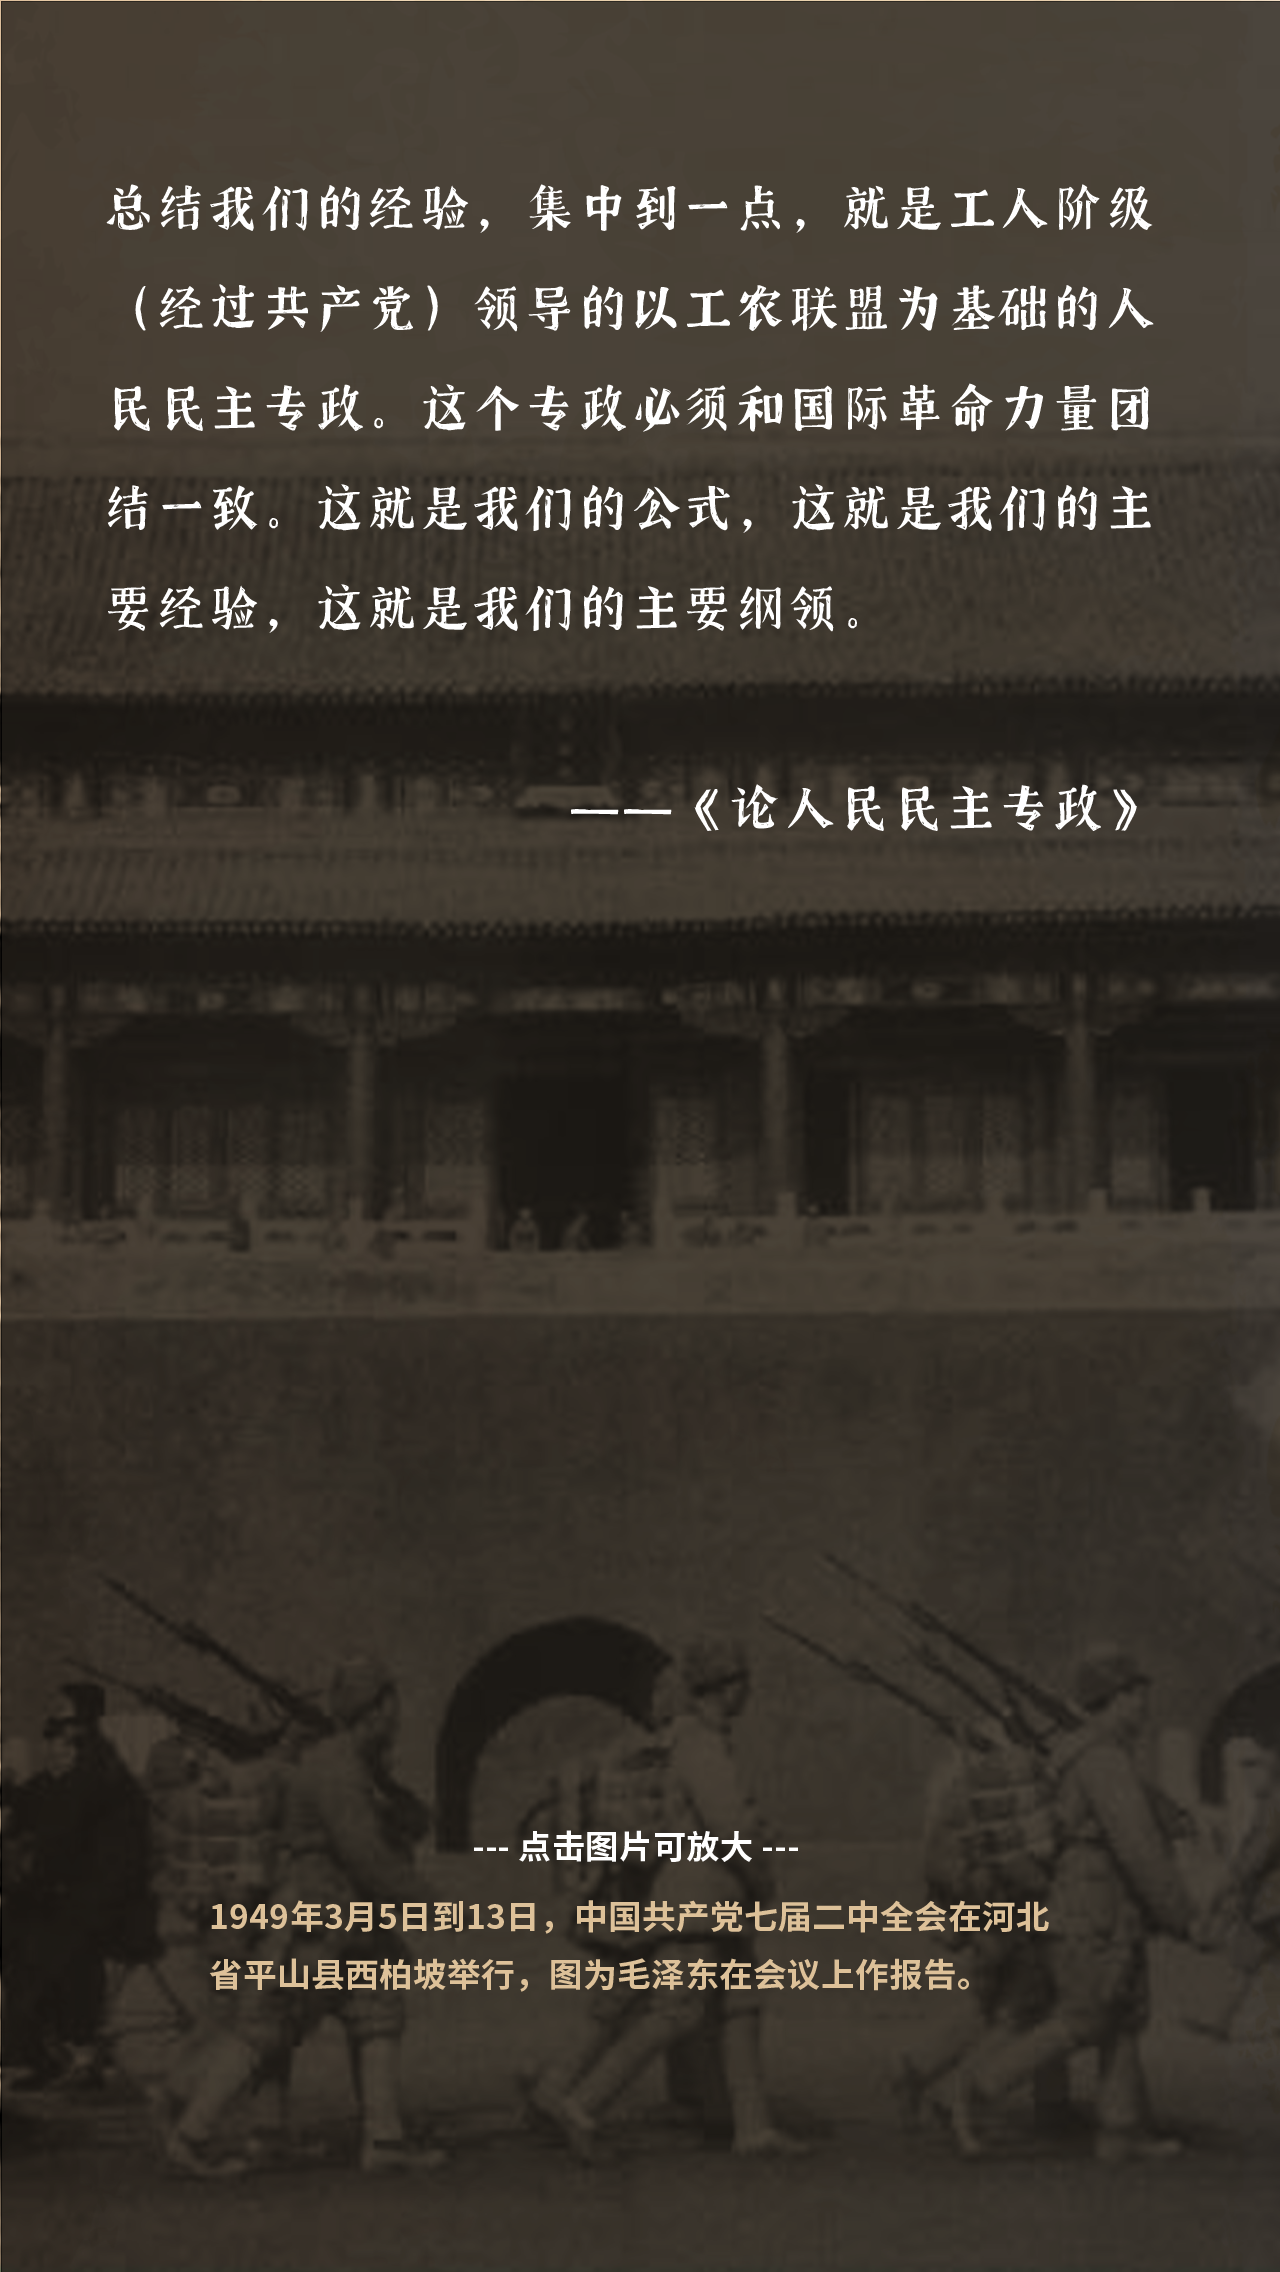 总结我们的经验，集中到一点，就是工人阶级
（经过共产党）领导的以工农联盟为基础的人
民民主专政。这个专政必须和国际革命力量团
结一致。这就是我们的公式，这就是我们的主
要经验，这就是我们的主要纲领。
——《论人民民主专政》
--- 点击图片可放大 ---
1949年3月5日到13日，中国共产党七届二中全会在河北
省平山县西柏坡举行，图为毛泽东在会议上作报告。